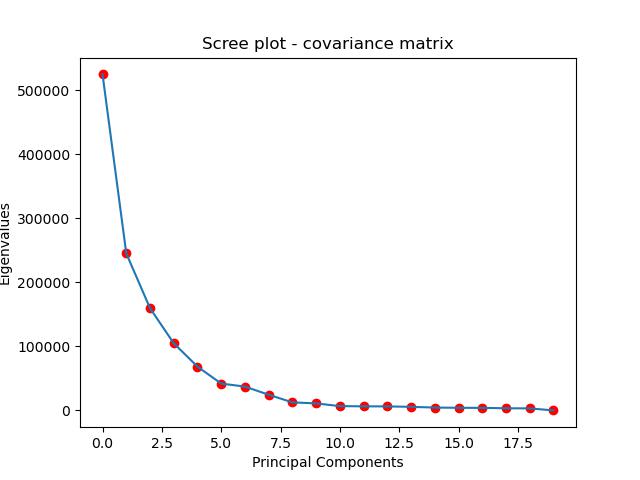 Scree plot - covariance matrix
500000
400000
300000
200000
100000
0
Eigenvalues
0.0 2.5 5.0 7.5 10.0 12.5 15.0 17.5
Principal Components